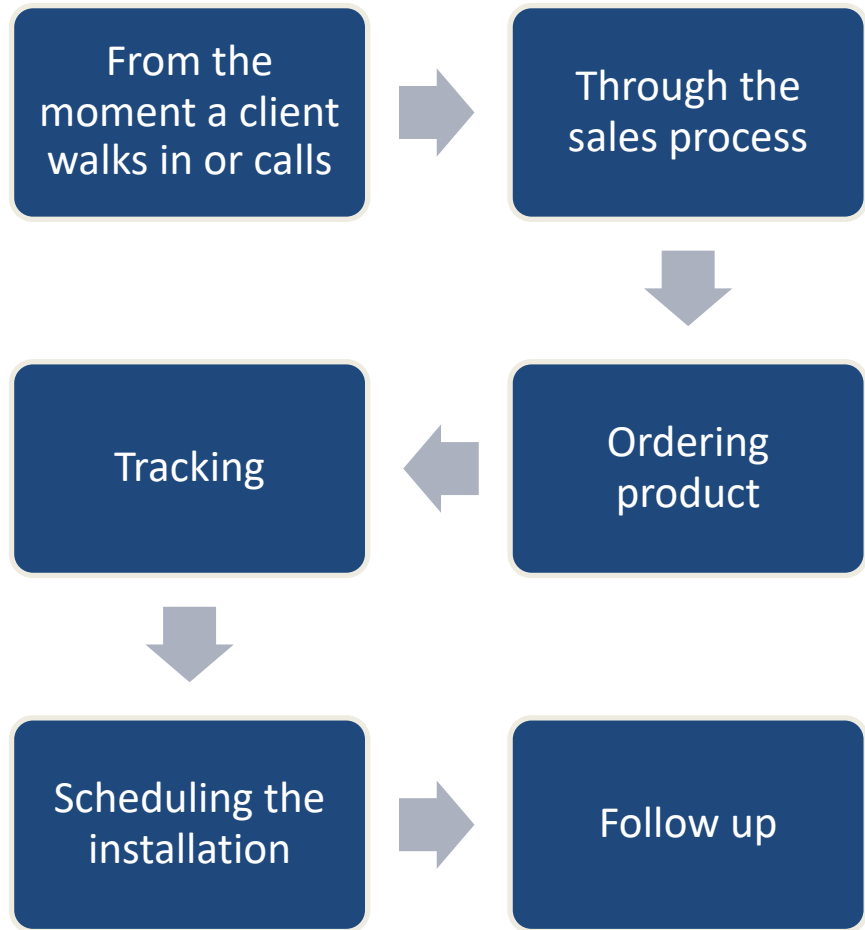 From the
moment a client
walks in or calls
Through the
sales process
Ordering
product
Tracking
Scheduling the
installation
Follow up